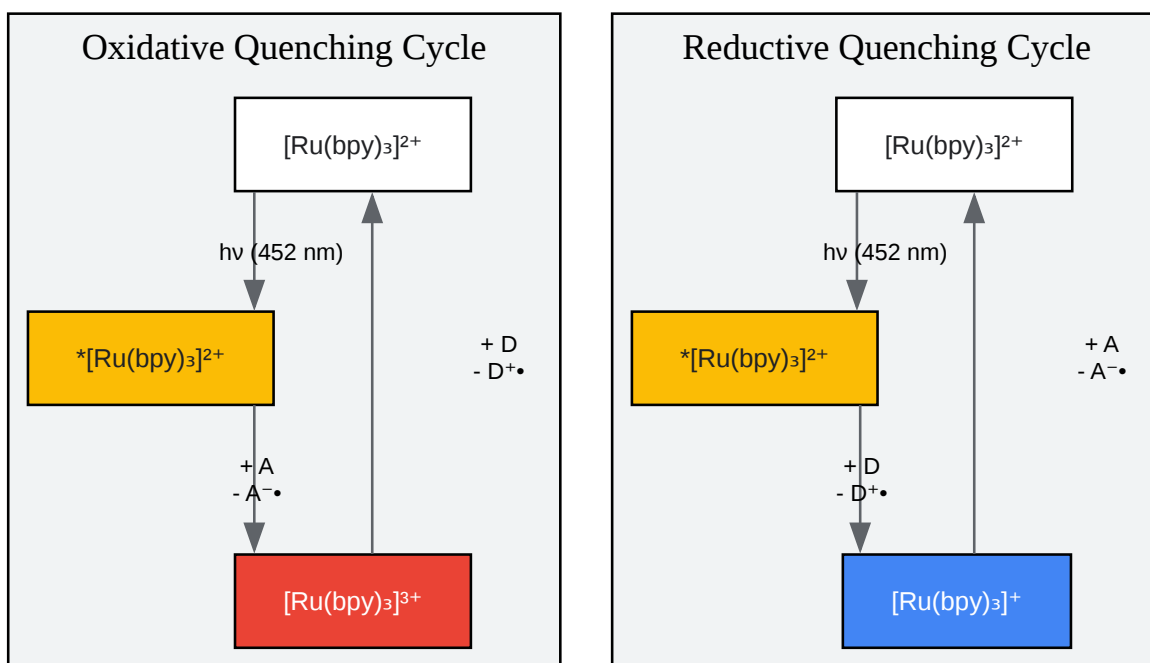 Oxidative Quenching Cycle
[Ru(bpy)₃]²⁺
hν (452 nm)
*[Ru(bpy)₃]²⁺
+ D
- D⁺•
+ A
- A⁻•
[Ru(bpy)₃]³⁺
Reductive Quenching Cycle
[Ru(bpy)₃]²⁺
hν (452 nm)
*[Ru(bpy)₃]²⁺
+ A
- A⁻•
+ D
- D⁺•
[Ru(bpy)₃]⁺